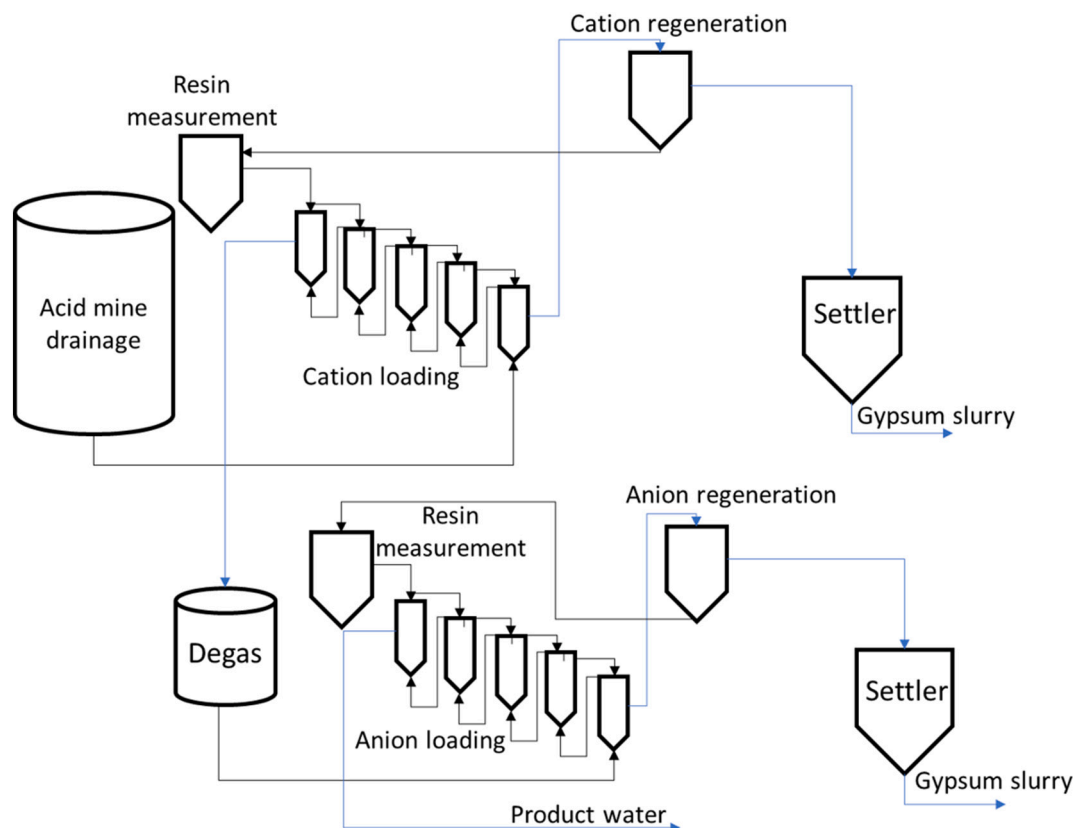 Cation regeneration
Resin
measurement
Acid mine
drainage
Settler
Cation loading
Gypsum slurry
Anion regeneration
Resin
measurement
Degas
Settler
Anion loading
Gypsum slurry
Product water